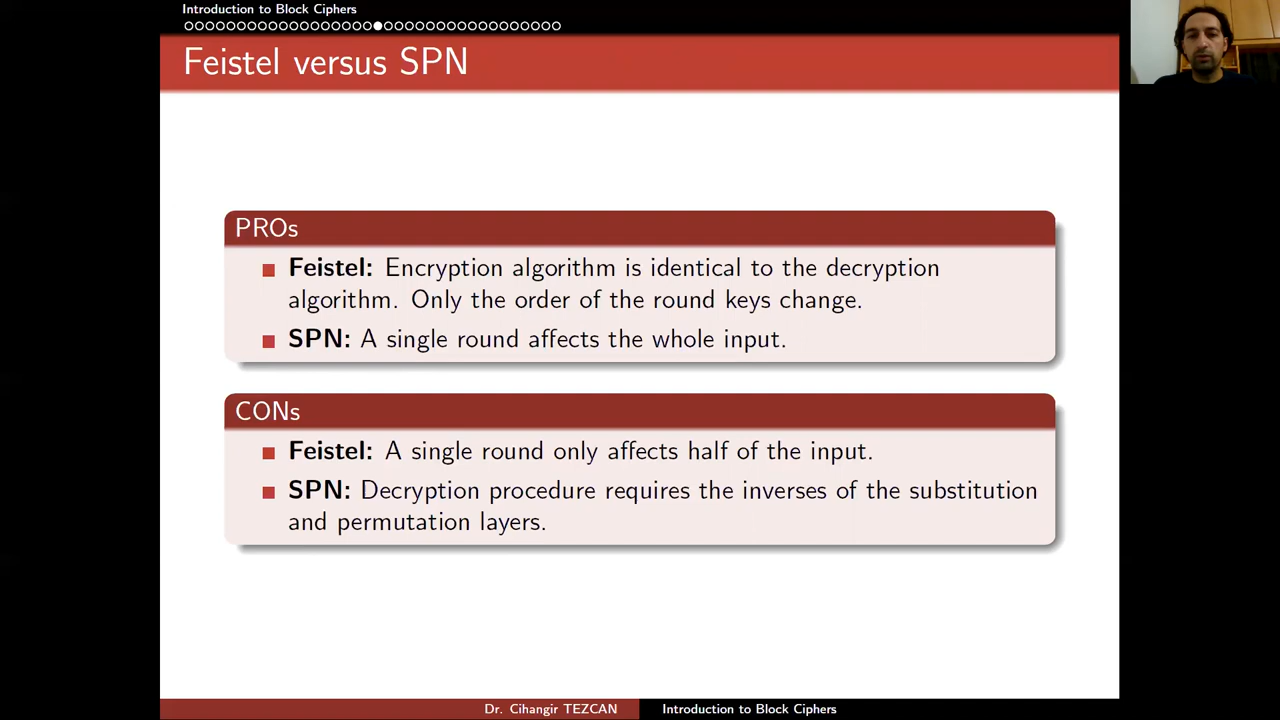 Introduction to Block Ciphers
Feistel versus SPN
PROs
Feistel: Encryption algorithm is identical to the decryption
algorithm. Only the order of the round keys change.
SPN: A single round affects the whole input.
CONs
Feistel: A single round only affects half of the input.
SPN: Decryption procedure requires the inverses of the substitution
and permutation layers.
Dr. Cihangir TEZCAN
Introduction to Block Ciphers